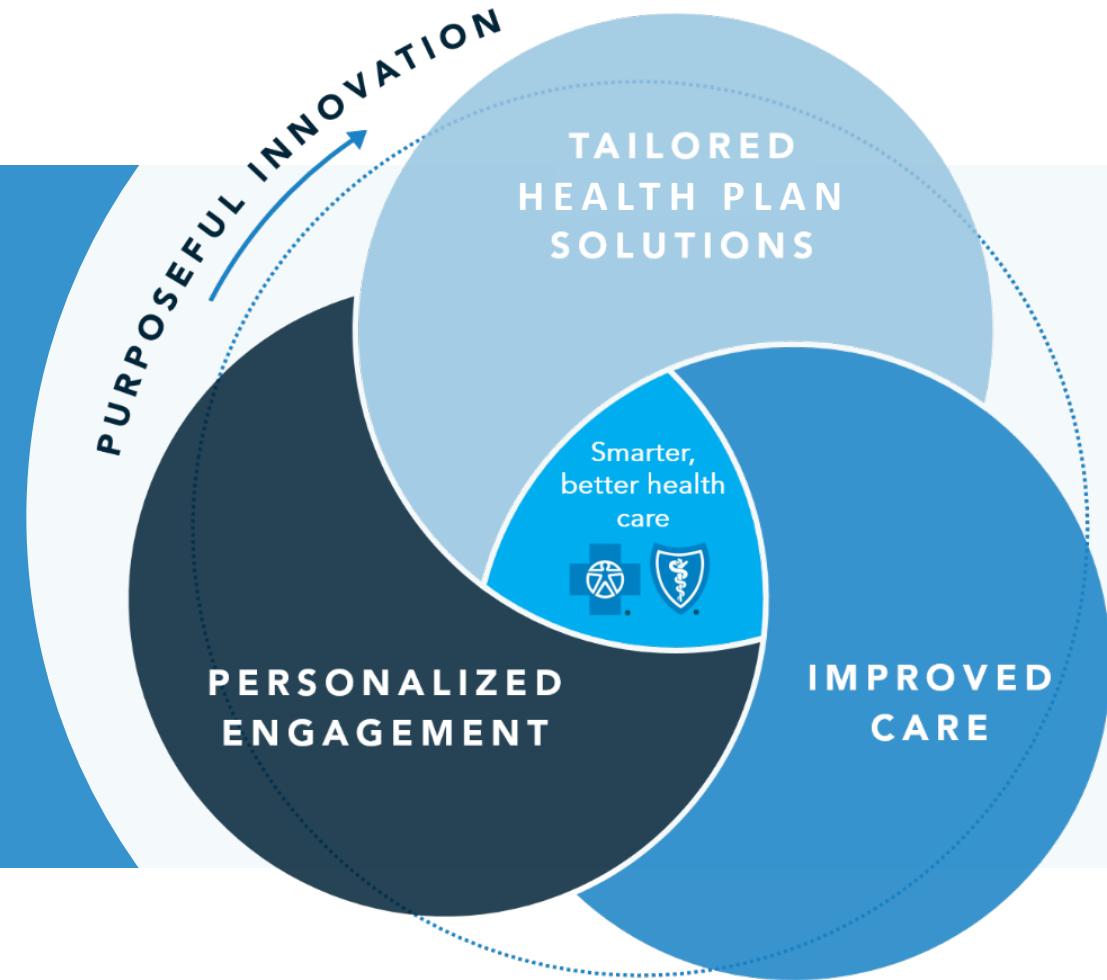 PURPOSEFUL INNOVATION
TAILORED
HEALTH PLAN
SOLUTIONS
Smarter,
better health
care
PERSONALIZED
ENGAGEMENT
IMPROVED
CARE